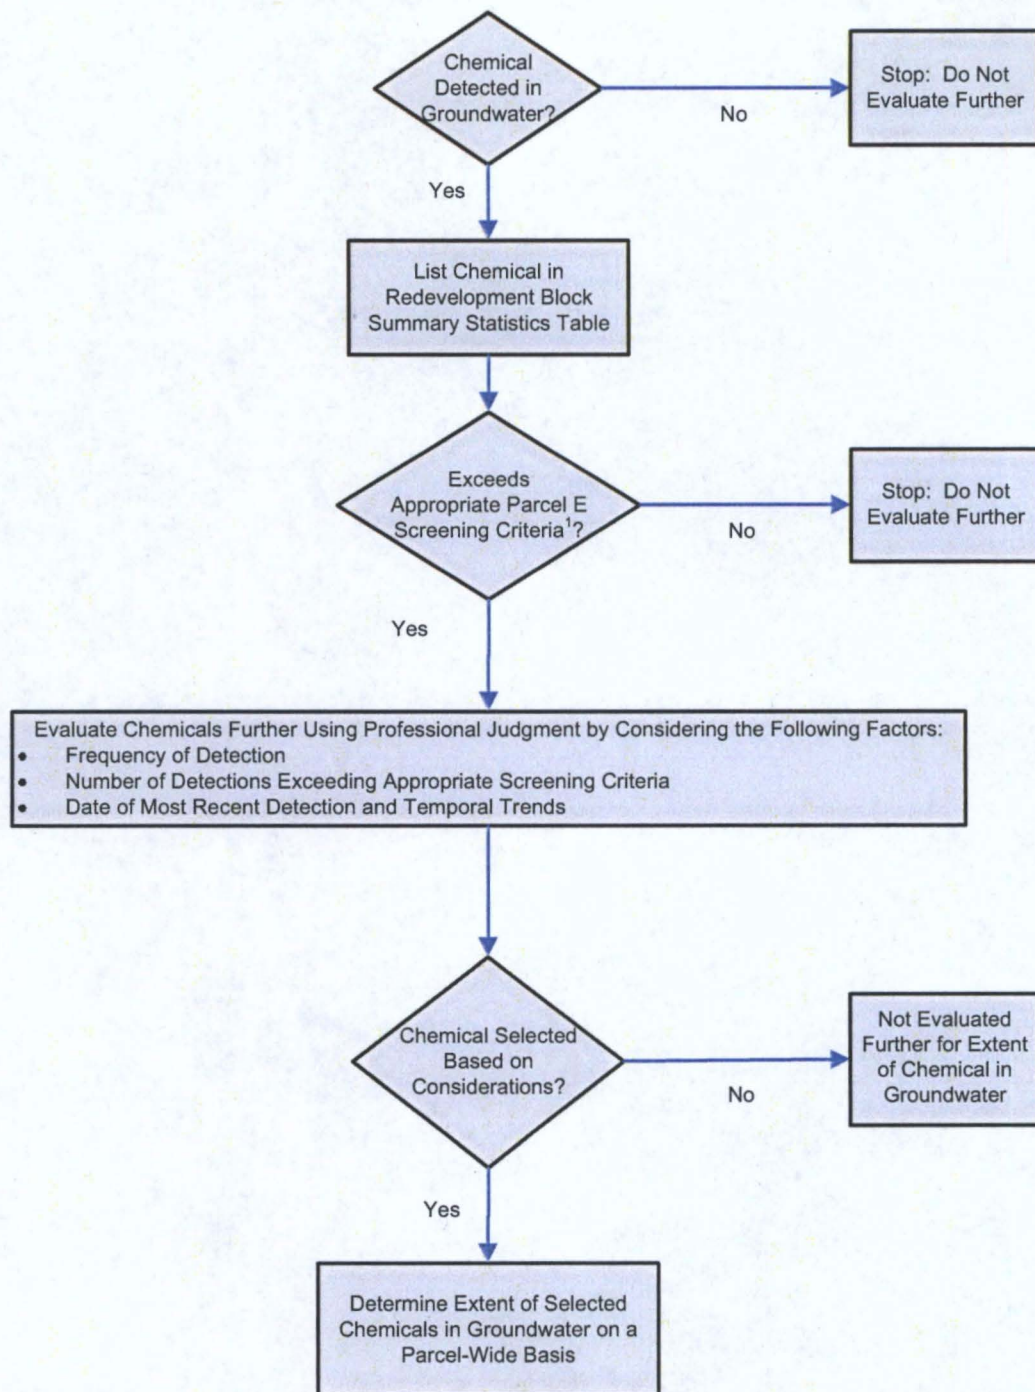 Chemical
Detected in
Groundwater?
No
Stop: Do Not
Evaluate Further
Yes
List Chemical in
Redevelopment Block
Summary Statistics Table
Exceeds
Appropriate Parcel E
Screening Criteria¹?
No
Stop: Do Not
Evaluate Further
Yes
Evaluate Chemicals Further Using Professional Judgment by Considering the Following Factors:
• Frequency of Detection
• Number of Detections Exceeding Appropriate Screening Criteria
• Date of Most Recent Detection and Temporal Trends
Chemical Selected
Based on
Considerations?
No
Not Evaluated
Further for Extent
of Chemical in
Groundwater
Yes
Determine Extent of Selected
Chemicals in Groundwater on a
Parcel-Wide Basis